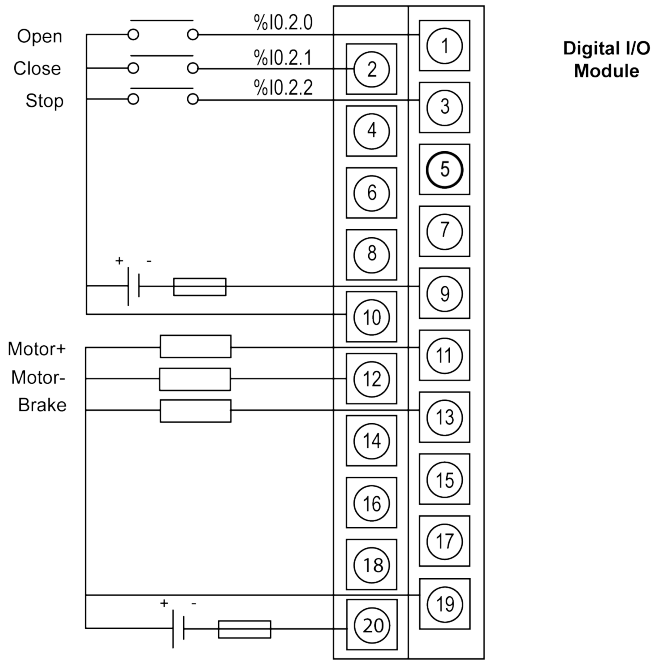 Open
%I0.2.0
1
Digital I/O
Module
Close
%I0.2.1
2
Stop
%I0.2.2
3
4
5
6
7
8
+
-
9
10
Motor+
11
Motor-
12
Brake
13
14
15
16
17
18
+
-
19
20